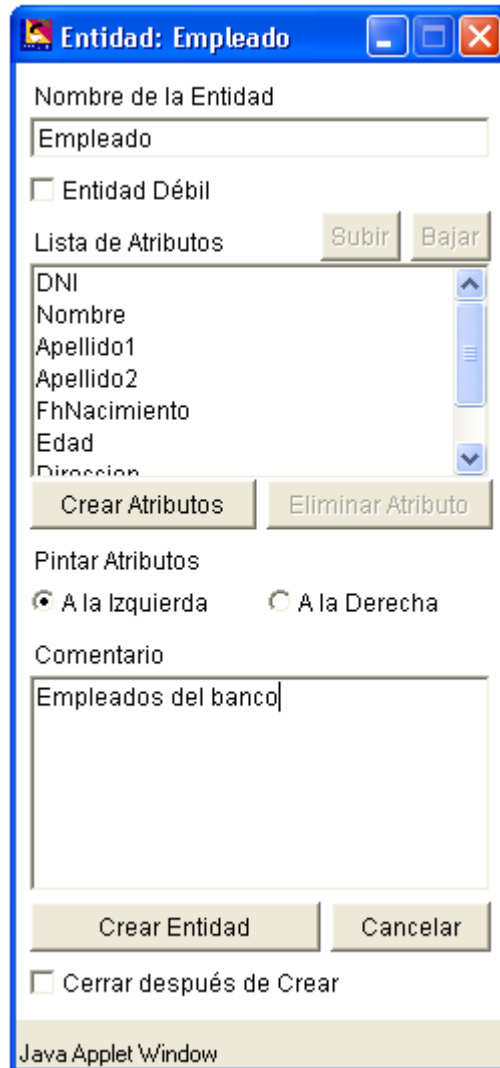 Entidad: Empleado
Nombre de la Entidad
Empleado
Entidad Débil
Lista de Atributos Subir Bajar
DNI
Nombre
Apellido1
Apellido2
FhNacimiento
Edad
Direccion
Crear Atributos Eliminar Atributo
Pintar Atributos
A la Izquierda A la Derecha
Comentario
Empleados del banco
Crear Entidad Cancelar
Cerrar después de Crear
Java Applet Window